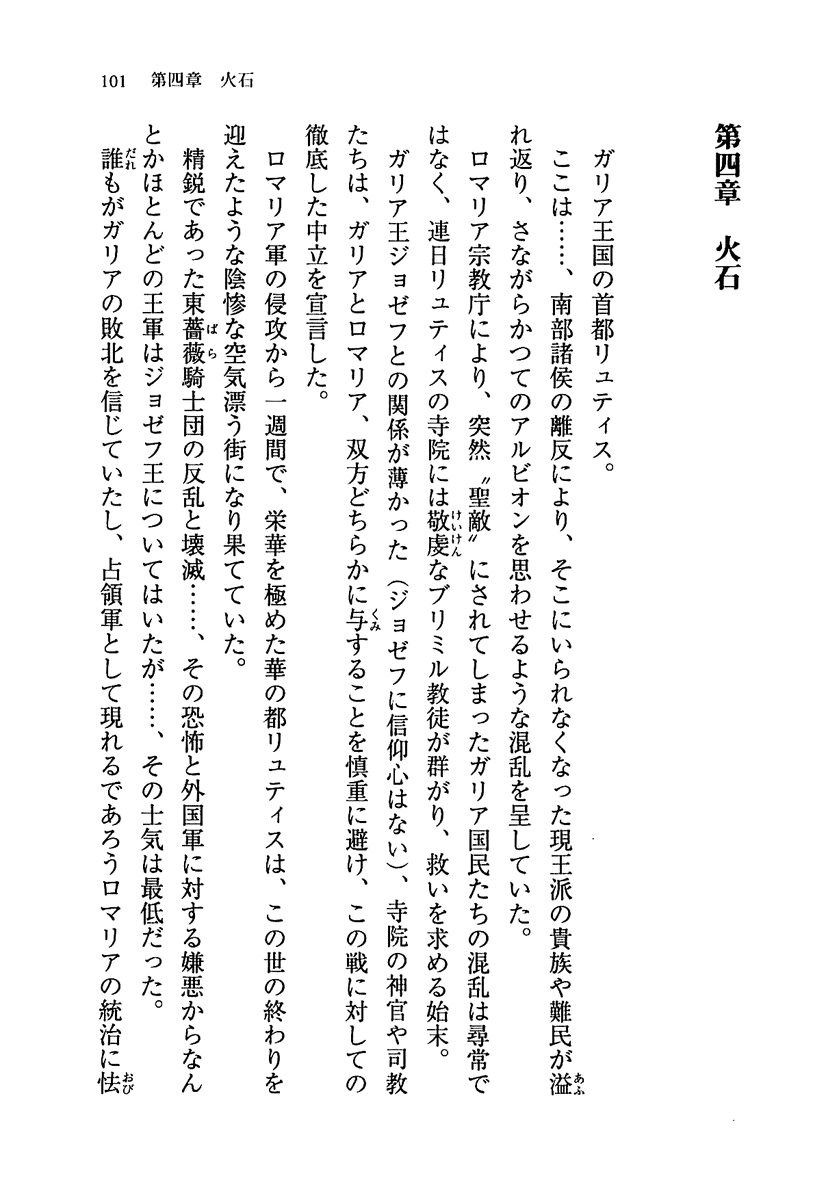 101　第四章　火石
第四章　火石
ガリア王国の首都リュティス。
ここは……、南部諸侯の離反により、そこにいられなくなった現王派の貴族や難民が溢
れ返り、さながらかつてのアルビオンを思わせるような混乱を呈していた。
ロマリア宗教庁により、突然〝聖敵〟にされてしまったガリア国民たちの混乱は尋常で
はなく、連日リュティスの寺院には敬虔なブリミル教徒が群がり、救いを求める始末。
ガリア王ジョゼフとの関係が薄かった（ジョゼフに信仰心はない）、寺院の神官や司教
たちは、ガリアとロマリア、双方どちらかに与することを慎重に避け、この戦に対しての
徹底した中立を宣言した。
ロマリア軍の侵攻から一週間で、栄華を極めた華の都リュティスは、この世の終わりを
迎えたような陰惨な空気漂う街になり果てていた。
精鋭であった東薔薇騎士団の反乱と壊滅……、その恐怖と外国軍に対する嫌悪からなん
とかほとんどの王軍はジョゼフ王についてはいたが……、その士気は最低だった。
誰もがガリアの敗北を信じていたし、占領軍として現れるであろうロマリアの統治に怯